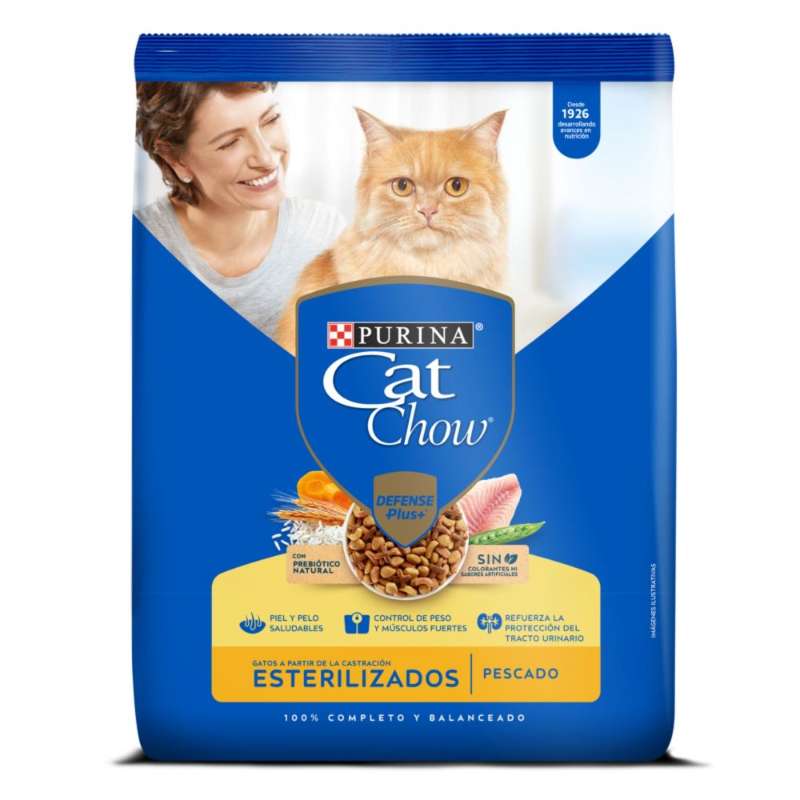 Desde
1926
desarrollando
avances en
nutrición
PURINA®
Cat
Chow®
DEFENSE
Plus+
CON
PREBIÓTICO
NATURAL
SIN
COLORANTES NI
SABORES ARTIFICIALES
PIEL Y PELO
SALUDABLES
CONTROL DE PESO
Y MÚSCULOS FUERTES
REFUERZA LA
PROTECCIÓN DEL
TRACTO URINARIO
GATOS A PARTIR DE LA CASTRACIÓN
ESTERILIZADOS
PESCADO
100% COMPLETO Y BALANCEADO
IMÁGENES ILUSTRATIVAS